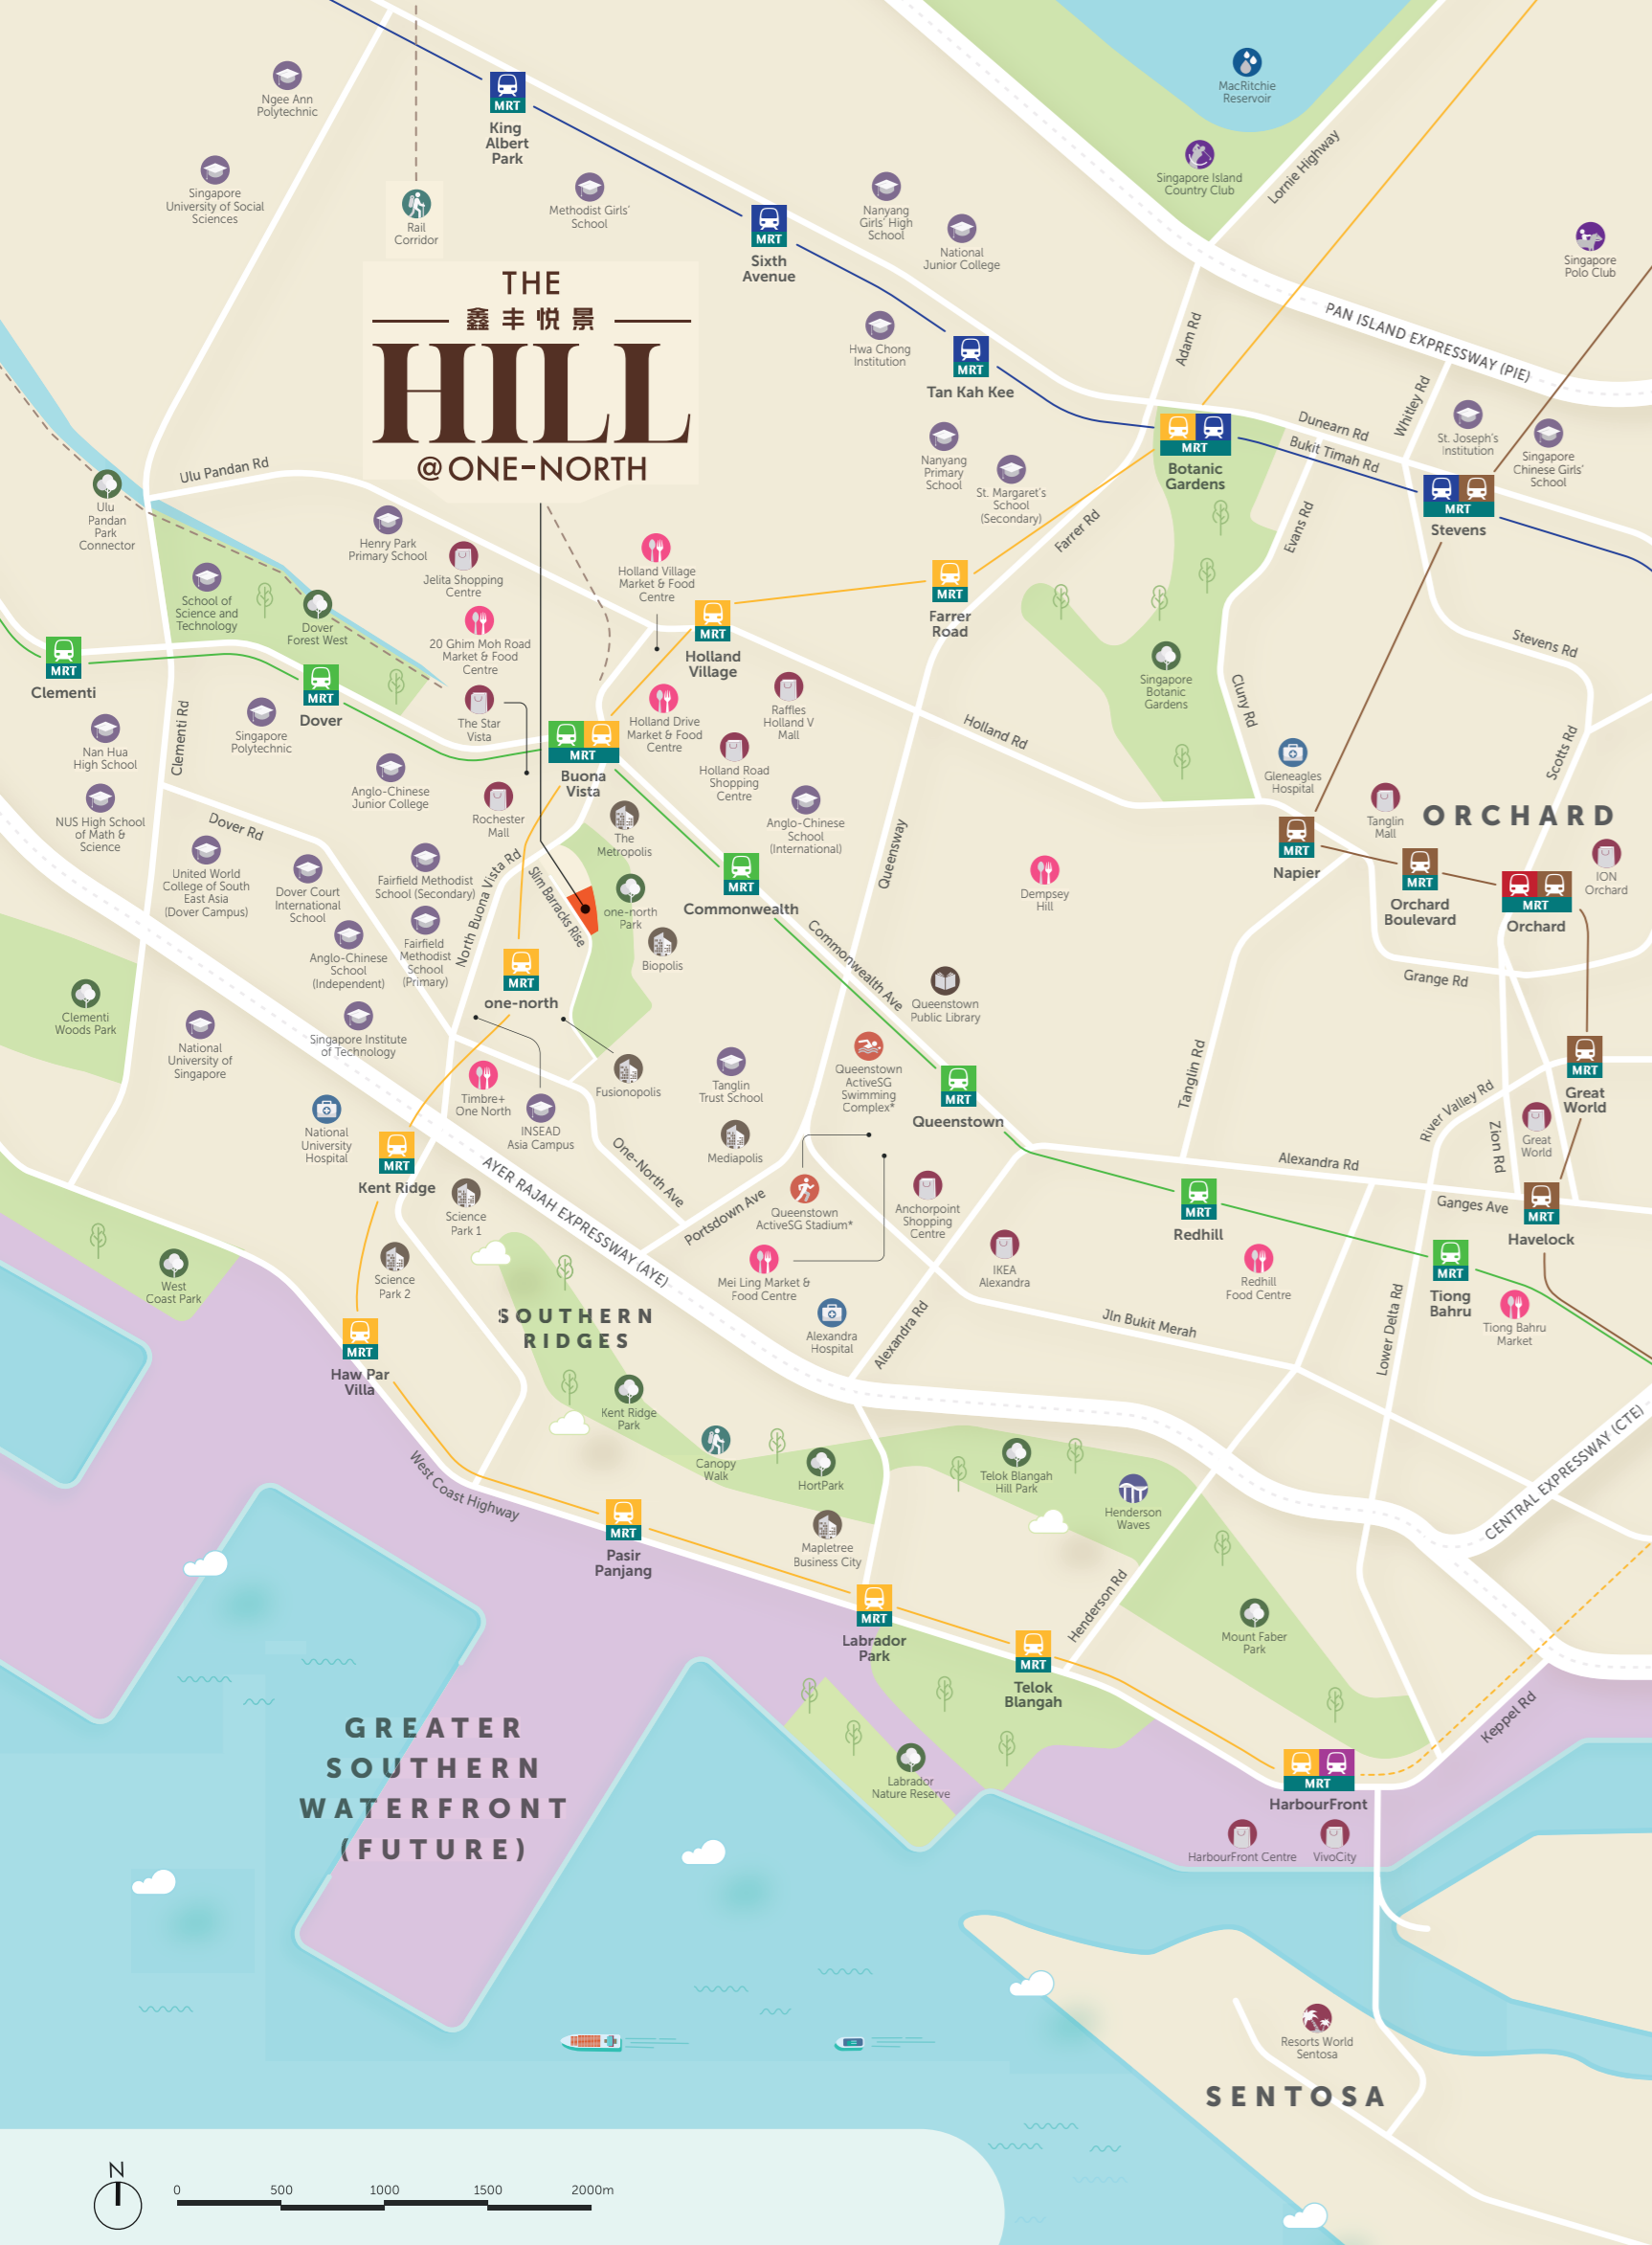 MacRitchie
Reservoir
Ngee Ann
Polytechnic
MRT
King
Albert
Park
Singapore Island
Country Club
Lornie Highway
Singapore
University of Social
Sciences
Rail
Corridor
Methodist Girls'
School
MRT
Sixth
Avenue
Nanyang
Girls' High
School
National
Junior College
Singapore
Polo Club
THE
鑫丰悦景
HILL
@ONE-NORTH
Hwa Chong
Institution
MRT
Tan Kah Kee
Adam Rd
PAN ISLAND EXPRESSWAY (PIE)
Whitley Rd
Dunearn Rd
Bukit Timah Rd
St. Joseph's
Institution
Singapore
Chinese Girls'
School
MRT
Botanic
Gardens
MRT
Stevens
Nanyang
Primary
School
St. Margaret's
School
(Secondary)
Farrer Rd
Evans Rd
Ulu Pandan Rd
Ulu
Pandan
Park
Connector
Henry Park
Primary School
Jelita Shopping
Centre
Holland Village
Market & Food
Centre
MRT
Farrer
Road
School of
Science and
Technology
Dover
Forest West
20 Ghim Moh Road
Market & Food
Centre
MRT
Holland
Village
MRT
Clementi
MRT
Dover
Singapore
Botanic
Gardens
Stevens Rd
Cluny Rd
Scotts Rd
Clementi Rd
Nan Hua
High School
Singapore
Polytechnic
The Star
Vista
MRT
Buona
Vista
Holland Drive
Market & Food
Centre
Raffles
Holland V
Mall
Holland Rd
Holland Road
Shopping
Centre
Anglo-Chinese
Junior College
Rochester
Mall
Gleneagles
Hospital
Tanglin
Mall
ORCHARD
NUS High School
of Math &
Science
Dover Rd
The
Metropolis
Anglo-Chinese
School
(International)
Queensway
MRT
Napier
MRT
Orchard
Boulevard
MRT
Orchard
ION
Orchard
United World
College of South
East Asia
(Dover Campus)
Dover Court
International
School
Fairfield Methodist
School (Secondary)
North Buona Vista Rd
Slim Barracks Rise
one-north
Park
MRT
Commonwealth
Dempsey
Hill
Anglo-Chinese
School
(Independent)
Fairfield
Methodist
School
(Primary)
Biopolis
Commonwealth Ave
Grange Rd
MRT
one-north
Queenstown
Public Library
Clementi
Woods Park
National
University of
Singapore
Singapore Institute
of Technology
Timbre+
One North
INSEAD
Asia Campus
Fusionopolis
Tanglin
Trust School
Queenstown
ActiveSG
Swimming
Complex*
MRT
Queenstown
Tanglin Rd
River Valley Rd
MRT
Great
World
Zion Rd
Great
World
National
University
Hospital
MRT
Kent Ridge
AYER RAJAH EXPRESSWAY (AYE)
One-North Ave
Mediapolis
Portsdown Ave
Queenstown
ActiveSG Stadium*
Anchorpoint
Shopping
Centre
Alexandra Rd
MRT
Redhill
Ganges Ave
MRT
Havelock
Science
Park 1
Science
Park 2
Mei Ling Market &
Food Centre
IKEA
Alexandra
Redhill
Food Centre
MRT
Tiong
Bahru
Tiong Bahru
Market
West
Coast Park
SOUTHERN
RIDGES
Alexandra
Hospital
Alexandra Rd
Jln Bukit Merah
Lower Delta Rd
MRT
Haw Par
Villa
Kent Ridge
Park
Canopy
Walk
HortPark
Telok Blangah
Hill Park
Henderson
Waves
CENTRAL EXPRESSWAY (CTE)
West Coast Highway
MRT
Pasir
Panjang
Mapletree
Business City
MRT
Labrador
Park
MRT
Telok
Blangah
Henderson Rd
Mount Faber
Park
Keppel Rd
Labrador
Nature Reserve
MRT
HarbourFront
HarbourFront Centre
VivoCity
GREATER
SOUTHERN
WATERFRONT
(FUTURE)
Resorts World
Sentosa
SENTOSA
N
0 500 1000 1500 2000m